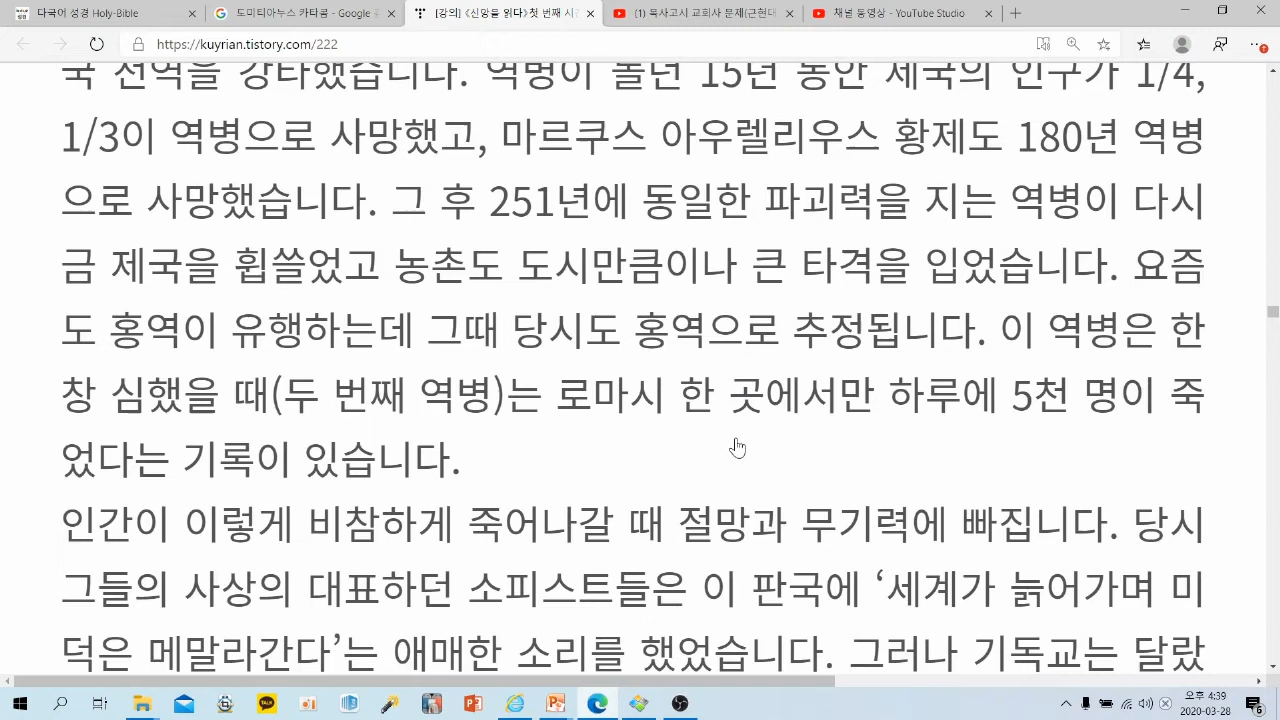 다국어 성경 Holy-Bible
도미티아누스 카타콤 - Google
[강의] 《신앙을 읽다》 첫 번째 시
(1) 목사고시 교회사 문제(근현대
채널 동영상 - YouTube Studio
https://kuyrian.tistory.com/222
국 전역을 강타했습니다. 역병이 돌던 15년 동안 제국의 인구가 1/4,
1/3이 역병으로 사망했고, 마르쿠스 아우렐리우스 황제도 180년 역병
으로 사망했습니다. 그 후 251년에 동일한 파괴력을 지는 역병이 다시
금 제국을 휩쓸었고 농촌도 도시만큼이나 큰 타격을 입었습니다. 요즘
도 홍역이 유행하는데 그때 당시도 홍역으로 추정됩니다. 이 역병은 한
창 심했을 때(두 번째 역병)는 로마시 한 곳에서만 하루에 5천 명이 죽
었다는 기록이 있습니다.
인간이 이렇게 비참하게 죽어나갈 때 절망과 무기력에 빠집니다. 당시
그들의 사상의 대표하던 소피스트들은 이 판국에 ‘세계가 늙어가며 미
덕은 메말라간다’는 애매한 소리를 했었습니다. 그러나 기독교는 달랐
TALK
오후 4:39
2020-03-28
6